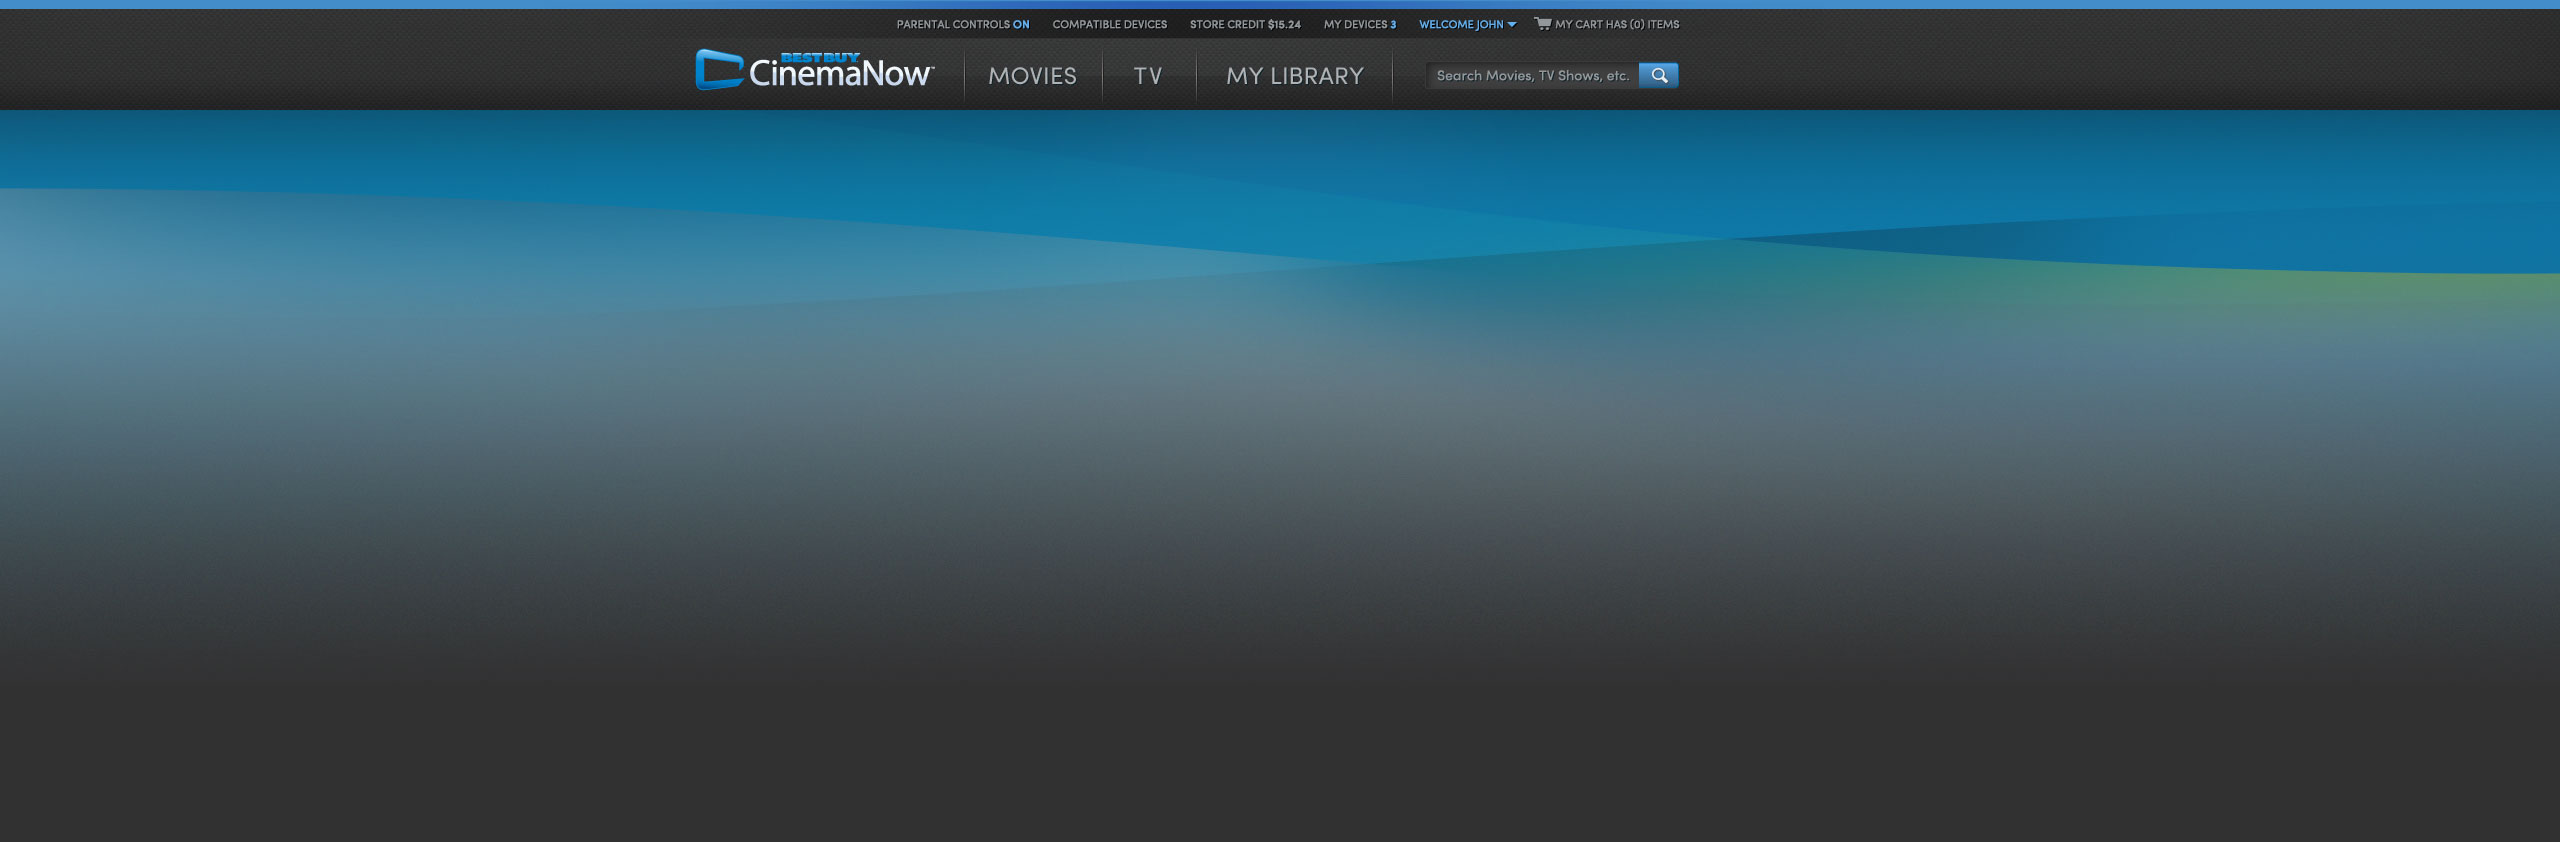 PARENTAL CONTROLS ON COMPATIBLE DEVICES STORE CREDIT $15.24 MY DEVICES 3 WELCOME JOHN MY CART HAS (0) ITEMS
BEST BUY
CinemaNow™ MOVIES TV MY LIBRARY Search Movies, TV Shows, etc.